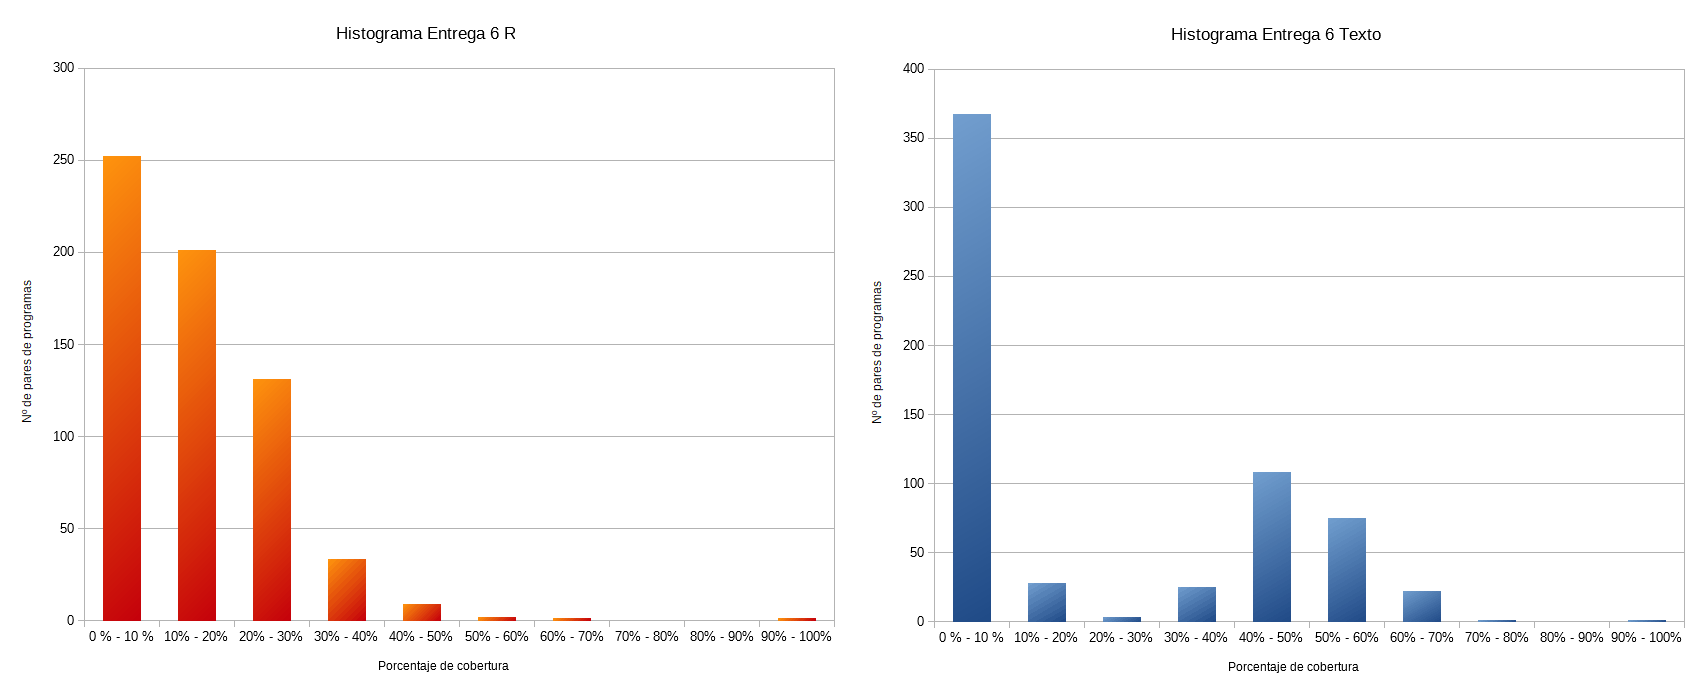 Histograma Entrega 6 R
300
250
200
150
100
50
0
Nº de pares de programas
0 % - 10 % 10% - 20% 20% - 30% 30% - 40% 40% - 50% 50% - 60% 60% - 70% 70% - 80% 80% - 90% 90% - 100%
Porcentaje de cobertura
Histograma Entrega 6 Texto
400
350
300
250
200
150
100
50
0
Nº de pares de programas
0 % - 10 % 10% - 20% 20% - 30% 30% - 40% 40% - 50% 50% - 60% 60% - 70% 70% - 80% 80% - 90% 90% - 100%
Porcentaje de cobertura